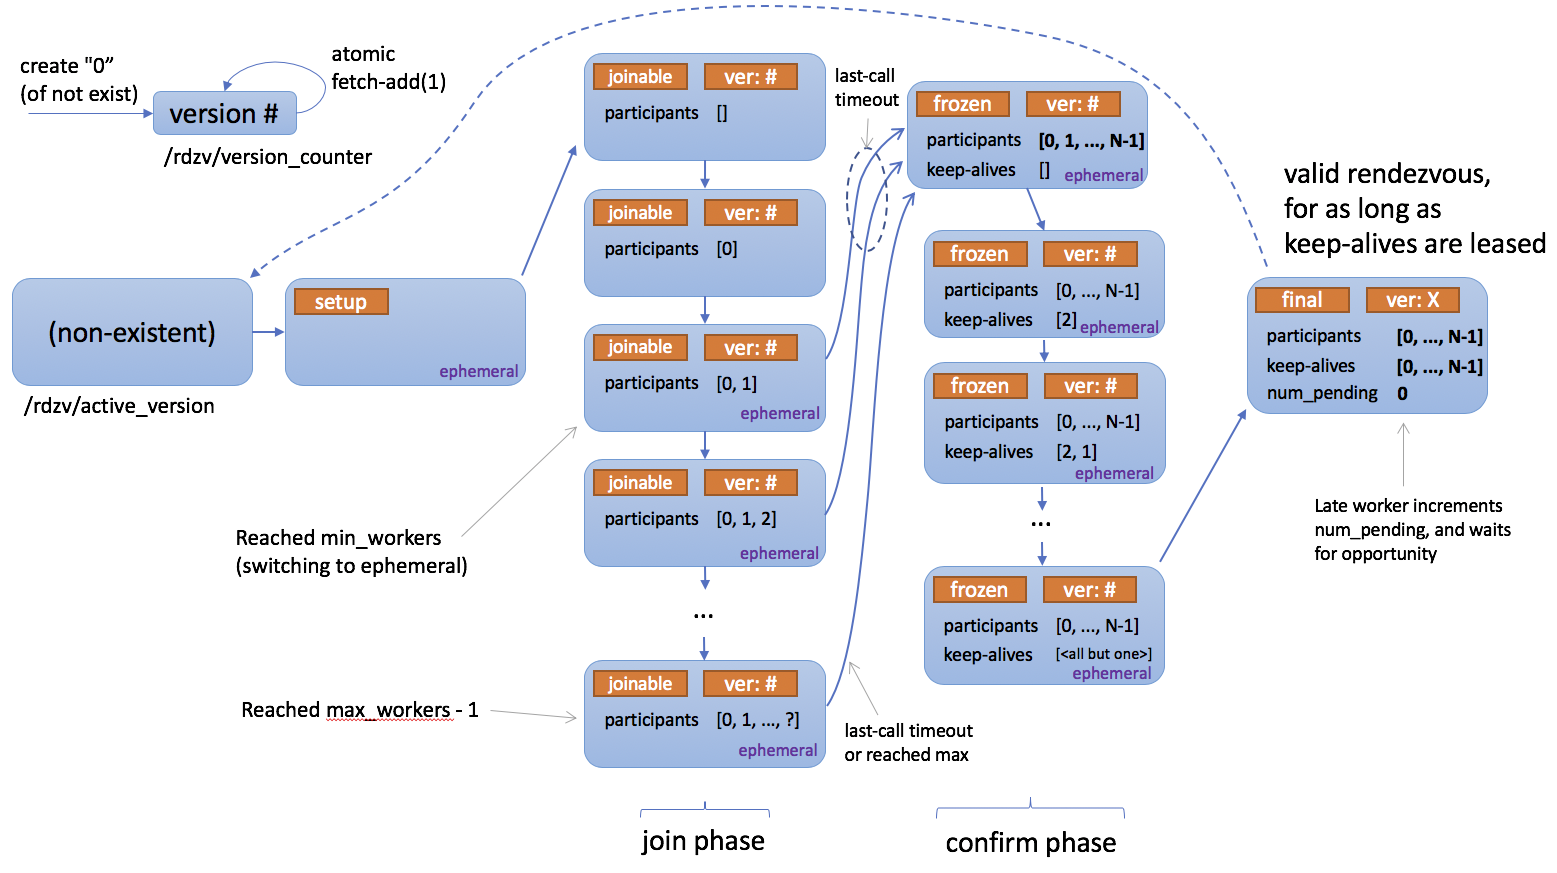 create "0”
(of not exist)
atomic
fetch-add(1)
version #
/rdzv/version_counter
(non-existent)
/rdzv/active_version
setup
ephemeral
joinable
ver: #
participants []
joinable
ver: #
participants [0]
joinable
ver: #
participants [0, 1]
ephemeral
Reached min_workers
(switching to ephemeral)
joinable
ver: #
participants [0, 1, 2]
ephemeral
...
Reached max_workers - 1
joinable
ver: #
participants [0, 1, ..., ?]
ephemeral
join phase
last-call
timeout
last-call timeout
or reached max
frozen
ver: #
participants [0, 1, ..., N-1]
keep-alives []
ephemeral
frozen
ver: #
participants [0, ..., N-1]
keep-alives [2]
ephemeral
frozen
ver: #
participants [0, ..., N-1]
keep-alives [2, 1]
ephemeral
...
frozen
ver: #
participants [0, ..., N-1]
keep-alives [<all but one>]
ephemeral
confirm phase
valid rendezvous,
for as long as
keep-alives are leased
final
ver: X
participants [0, ..., N-1]
keep-alives [0, ..., N-1]
num_pending 0
Late worker increments
num_pending, and waits
for opportunity